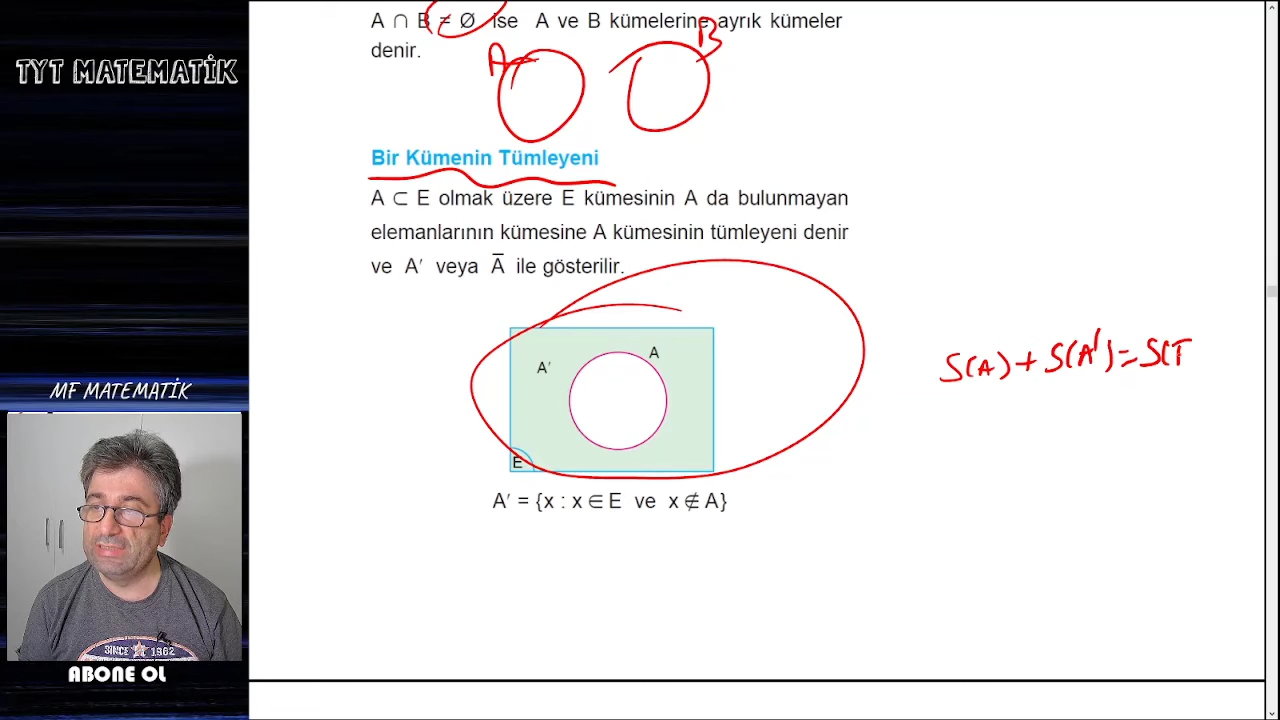 A ∩ B = Ø ise A ve B kümelerine ayrık kümeler
denir.
A
B
TYT MATEMATİK
Bir Kümenin Tümleyeni
A ⊂ E olmak üzere E kümesinin A da bulunmayan
elemanlarının kümesine A kümesinin tümleyeni denir
ve A′ veya A̅ ile gösterilir.
A
A′
E
S(A) + S(A′) = S(T
MF MATEMATİK
A′ = {x : x ∈ E ve x ∉ A}
SINCE 1982
ABONE OL